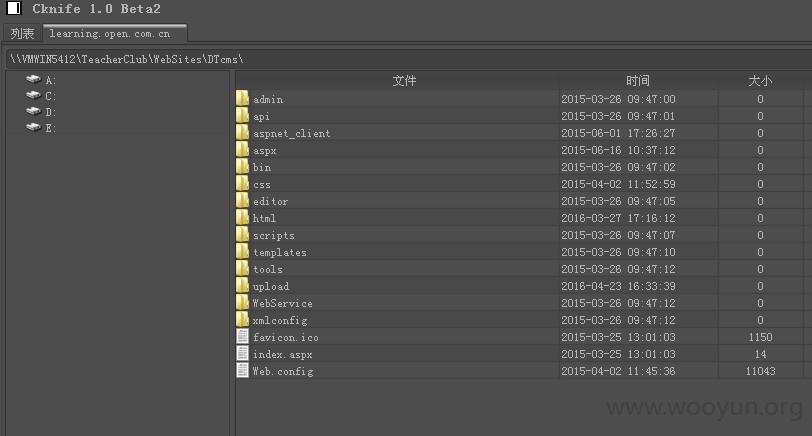 Cknife 1.0 Beta2
列表 learning.open.com.cn
\\VMWIN5412\TeacherClub\WebSites\DTcms\
A:
C:
D:
E:
文件 时间 大小
admin 2015-03-26 09:47:00 0
api 2015-03-26 09:47:01 0
aspnet_client 2015-06-01 17:26:27 0
aspx 2015-06-16 10:37:12 0
bin 2015-03-26 09:47:02 0
css 2015-04-02 11:52:59 0
editor 2015-03-26 09:47:05 0
html 2016-03-27 17:16:12 0
scripts 2015-03-26 09:47:07 0
templates 2015-03-26 09:47:10 0
tools 2015-03-26 09:47:12 0
upload 2016-04-23 16:33:39 0
WebService 2015-03-26 09:47:12 0
xmlconfig 2015-03-26 09:47:12 0
favicon.ico 2015-03-25 13:01:03 1150
index.aspx 2015-03-25 13:01:03 14
Web.config 2015-04-02 11:45:36 11043
www.wooyun.org